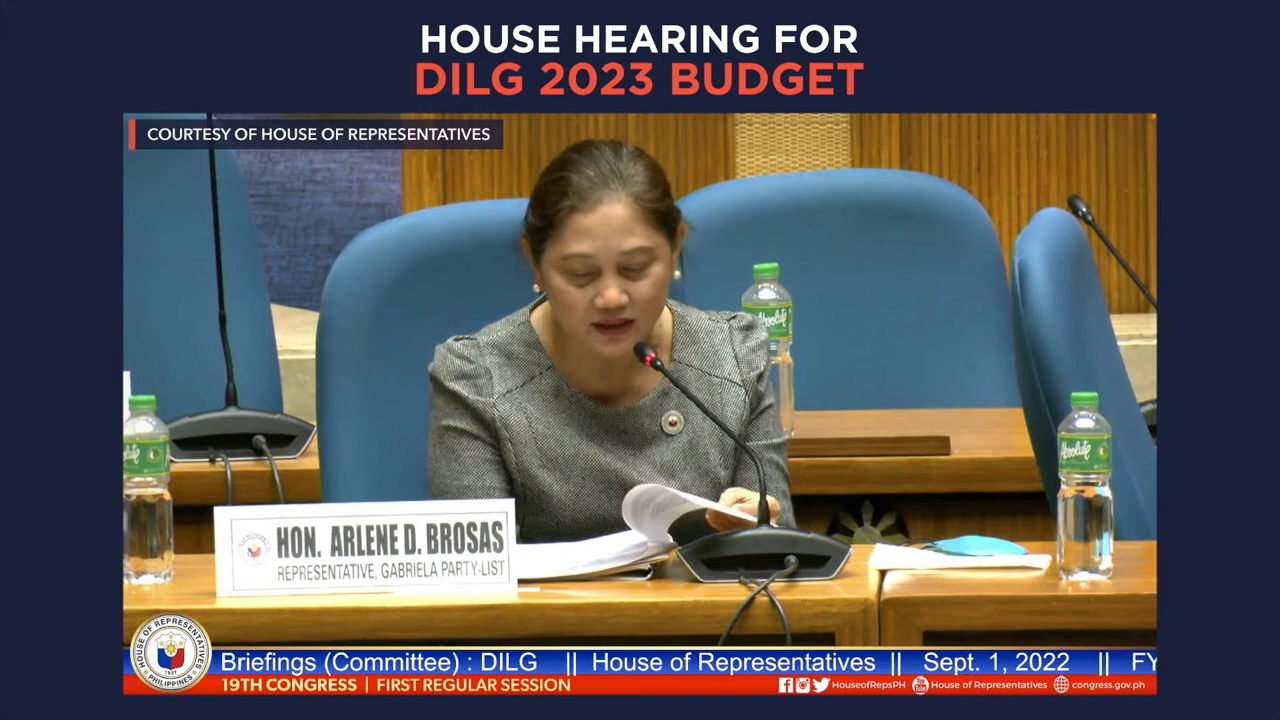 HOUSE HEARING FOR
DILG 2023 BUDGET
COURTESY OF HOUSE OF REPRESENTATIVES
Absolute
Absolute
HON. ARLENE D. BROSAS
REPRESENTATIVE, GABRIELA PARTY-LIST
HOUSE OF REPRESENTATIVES
PHILIPPINES
Briefings (Committee) : DILG || House of Representatives || Sept. 1, 2022 || FY
19TH CONGRESS | FIRST REGULAR SESSION
HouseofRepsPH House of Representatives congress.gov.ph